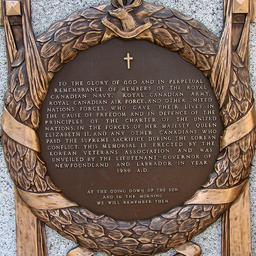 TO THE GLORY OF GOD AND IN PERPETUAL
REMEMBRANCE OF MEMBERS OF THE ROYAL
CANADIAN NAVY, ROYAL CANADIAN ARMY,
ROYAL CANADIAN AIR FORCE, AND OTHER UNITED
NATIONS FORCES, WHO GAVE THEIR LIVES IN
THE CAUSE OF FREEDOM AND IN DEFENCE OF THE
PRINCIPLES OF THE CHARTER OF THE UNITED
NATIONS, IN THE FORCES OF HER MAJESTY, QUEEN
ELIZABETH II, AND ANY OTHER CANADIANS WHO
PAID THE SUPREME SACRIFICE DURING THE KOREAN
CONFLICT. THIS MEMORIAL IS ERECTED BY THE
KOREAN VETERANS ASSOCIATION AND WAS
UNVEILED BY THE LIEUTENANT-GOVERNOR OF
NEWFOUNDLAND AND LABRADOR IN YEAR
1990 A.D.
AT THE GOING DOWN OF THE SUN
AND IN THE MORNING
WE WILL REMEMBER THEM